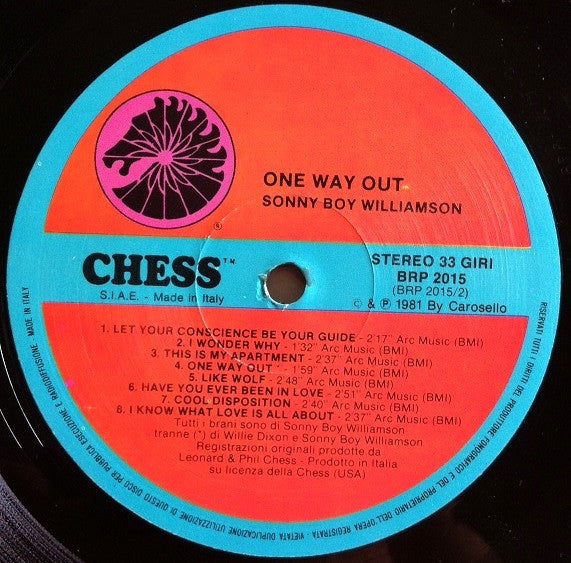 ®
ONE WAY OUT
SONNY BOY WILLIAMSON
CHESS™
S.I.A.E. - Made in Italy
STEREO 33 GIRI
BRP 2015
(BRP 2015/2)
© & ℗ 1981 By Carosello
1. LET YOUR CONSCIENCE BE YOUR GUIDE - 2'17" Arc Music (BMI)
2. I WONDER WHY - 1'32" Arc Music (BMI)
3. THIS IS MY APARTMENT - 2'37" Arc Music (BMI)
4. ONE WAY OUT * - 1'59" Arc Music (BMI)
5. LIKE WOLF - 2'48" Arc Music (BMI)
6. HAVE YOU EVER BEEN IN LOVE - 2'51" Arc Music (BMI)
7. COOL DISPOSITION - 2'40" Arc Music (BMI)
8. I KNOW WHAT LOVE IS ALL ABOUT - 2'37" Arc Music (BMI)
Tutti i brani sono di Sonny Boy Williamson
tranne (*) di Willie Dixon e Sonny Boy Williamson
Registrazioni originali prodotte da
Leonard & Phil Chess - Prodotto in Italia
su licenza della Chess (USA)
RISERVATI TUTTI I DIRITTI DEL PRODUTTORE FONOGRAFICO E DEL PROPRIETARIO DELL'OPERA REGISTRATA - VIETATA DUPLICAZIONE UTILIZZAZIONE DI QUESTO DISCO PER PUBBLICA ESECUZIONE E RADIODIFFUSIONE. - MADE IN ITALY